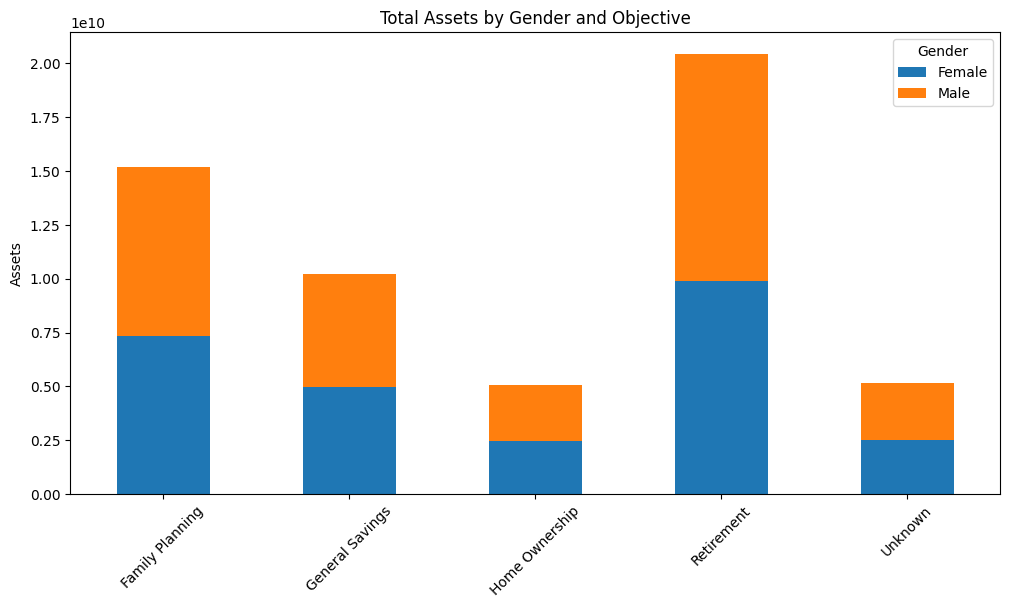 Total Assets by Gender and Objective
1e10
2.00
1.75
1.50
1.25
1.00
0.75
0.50
0.25
0.00
Assets
Gender
Female
Male
Family Planning
General Savings
Home Ownership
Retirement
Unknown